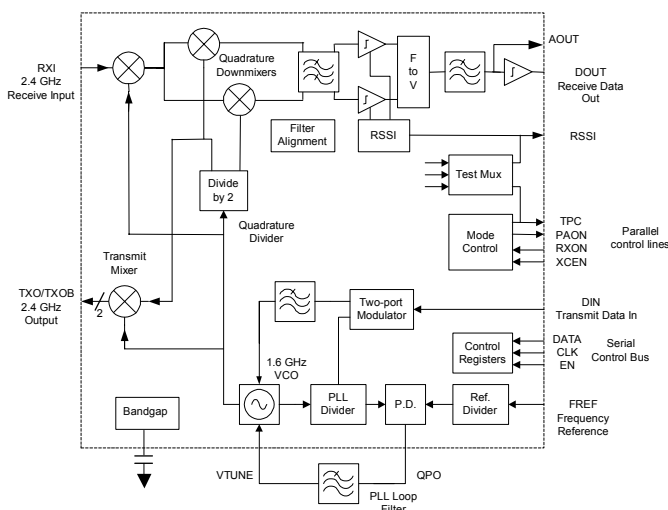 RXI
2.4 GHz
Receive Input
Quadrature
Downmixers
Filter
Alignment
F
to
V
RSSI
AOUT
DOUT
Receive Data
Out
RSSI
Test Mux
Divide
by 2
Quadrature
Divider
Mode
Control
TPC
PAON
RXON
XCEN
Parallel
control lines
Transmit
Mixer
TXO/TXOB
2.4 GHz
Output
2
Two-port
Modulator
DIN
Transmit Data In
Control
Registers
DATA
CLK
EN
Serial
Control Bus
1.6 GHz
VCO
PLL
Divider
P.D.
Ref.
Divider
FREF
Frequency
Reference
Bandgap
VTUNE
QPO
PLL Loop
Filter